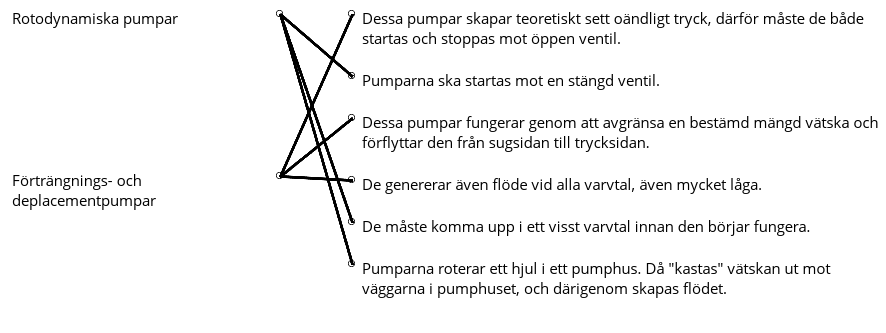 Rotodynamiska pumpar
Dessa pumpar skapar teoretiskt sett oändligt tryck, därför måste de både
startas och stoppas mot öppen ventil.
Pumparna ska startas mot en stängd ventil.
Dessa pumpar fungerar genom att avgränsa en bestämd mängd vätska och
förflyttar den från sugsidan till trycksidan.
Förträngnings- och
deplacementpumpar
De genererar även flöde vid alla varvtal, även mycket låga.
De måste komma upp i ett visst varvtal innan den börjar fungera.
Pumparna roterar ett hjul i ett pumphus. Då "kastas" vätskan ut mot
väggarna i pumphuset, och därigenom skapas flödet.